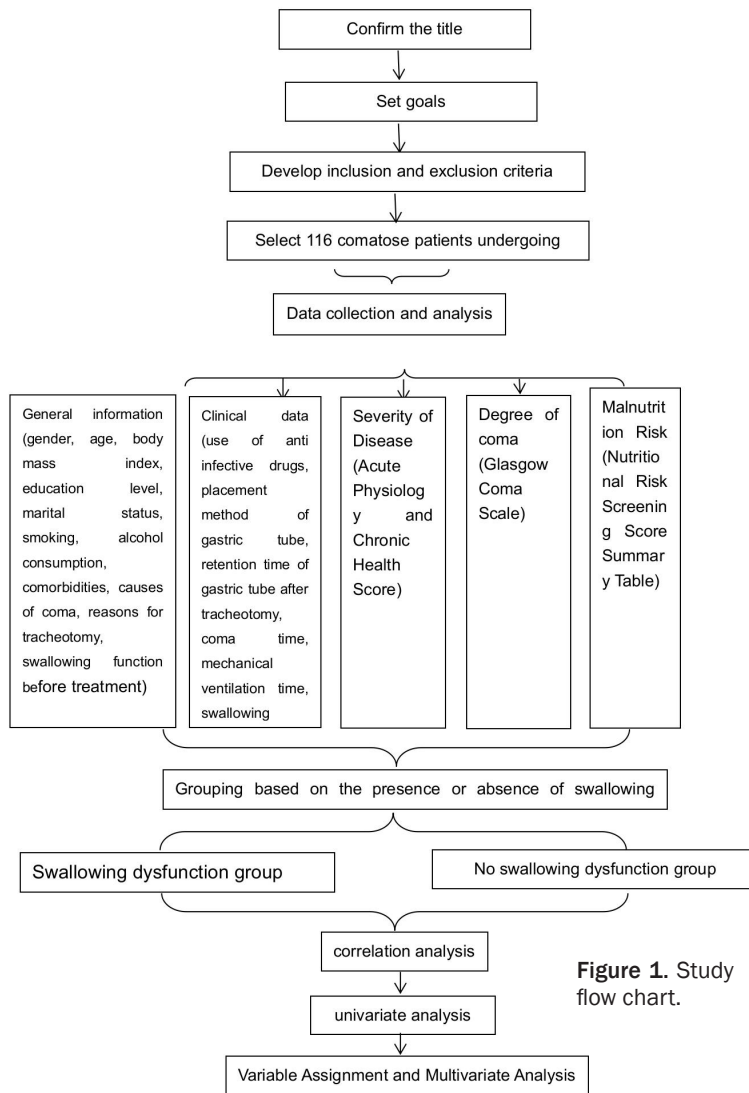 Confirm the title
Set goals
Develop inclusion and exclusion criteria
Select 116 comatose patients undergoing
Data collection and analysis
General information
(gender, age, body
mass index,
education level,
marital status,
smoking, alcohol
consumption,
comorbidities, causes
of coma, reasons for
tracheotomy,
swallowing function
before treatment)
Clinical data
(use of anti
infective drugs,
placement
method of
gastric tube,
retention time of
gastric tube after
tracheotomy,
coma time,
mechanical
ventilation time,
swallowing
Severity of
Disease
(Acute
Physiolog
y and
Chronic
Health
Score)
Degree of
coma
(Glasgow
Coma
Scale)
Malnutrit
ion Risk
(Nutritio
nal Risk
Screenin
g Score
Summar
y Table)
Grouping based on the presence or absence of swallowing
Swallowing dysfunction group
No swallowing dysfunction group
correlation analysis
univariate analysis
Variable Assignment and Multivariate Analysis
Figure 1. Study
flow chart.